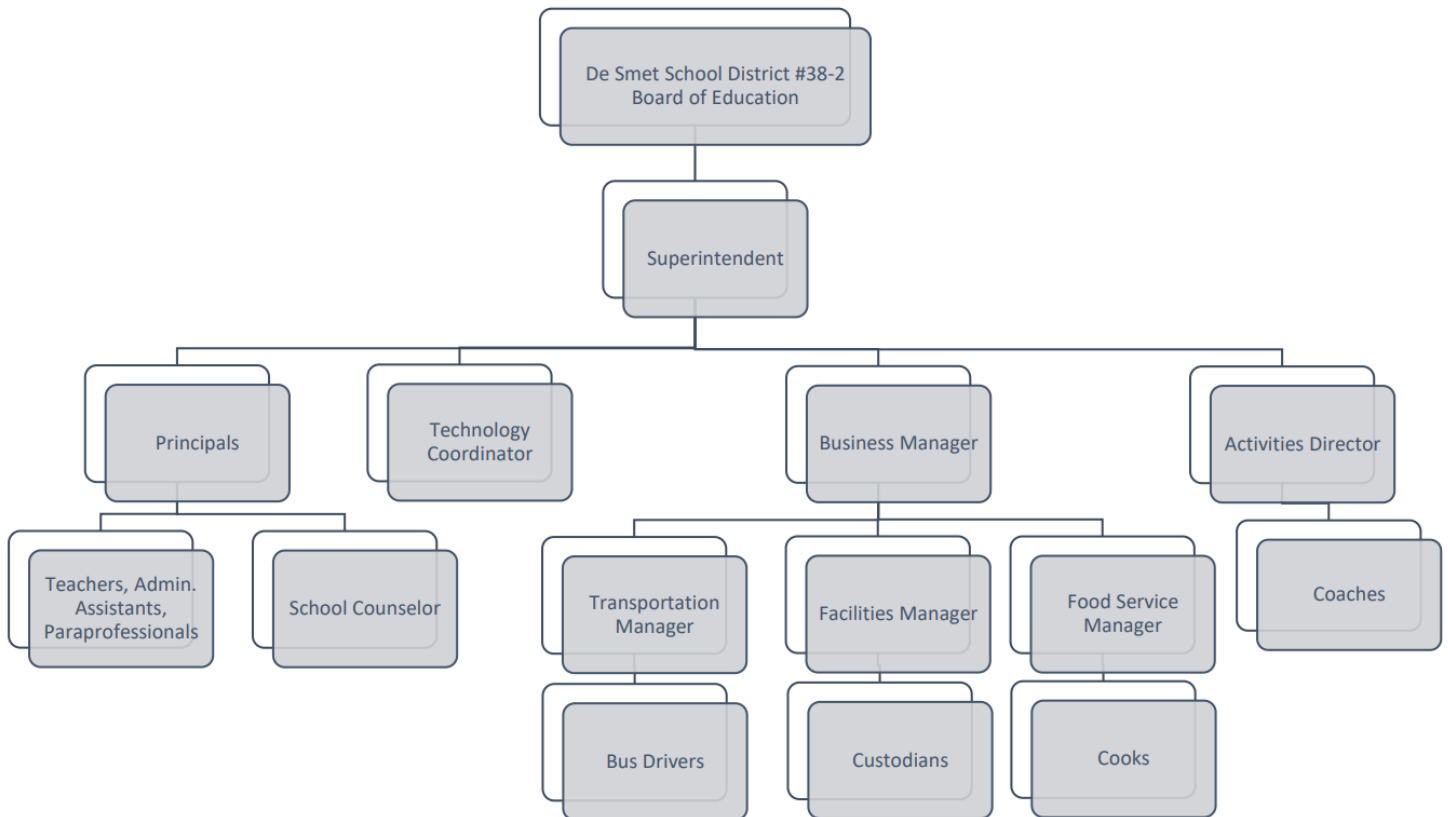 De Smet School District #38-2
Board of Education
Superintendent
Principals
Technology
Coordinator
Business Manager
Activities Director
Teachers, Admin.
Assistants,
Paraprofessionals
School Counselor
Transportation
Manager
Facilities Manager
Food Service
Manager
Coaches
Bus Drivers
Custodians
Cooks